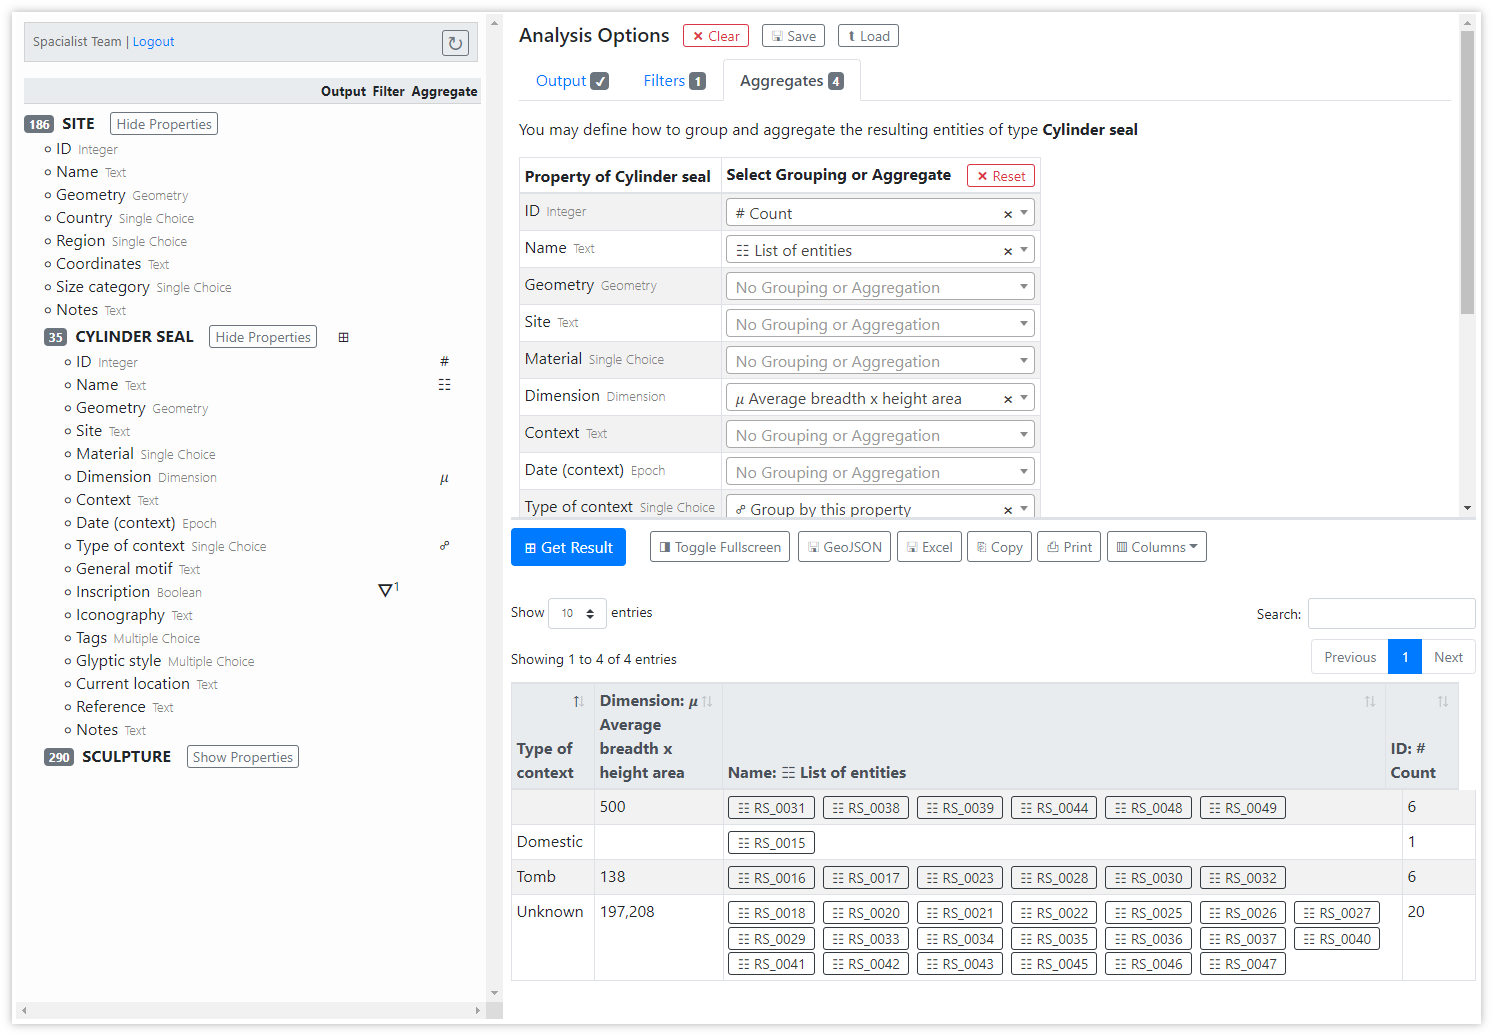 Spacialist Team | Logout
Output Filter Aggregate
186 SITE Hide Properties
ID Integer
Name Text
Geometry Geometry
Country Single Choice
Region Single Choice
Coordinates Text
Size category Single Choice
Notes Text
35 CYLINDER SEAL Hide Properties
ID Integer #
Name Text
Geometry Geometry
Site Text
Material Single Choice
Dimension Dimension μ
Context Text
Date (context) Epoch
Type of context Single Choice
General motif Text
Inscription Boolean 1
Iconography Text
Tags Multiple Choice
Glyptic style Multiple Choice
Current location Text
Reference Text
Notes Text
290 SCULPTURE Show Properties
Analysis Options × Clear Save Load
Output ✓ Filters 1 Aggregates 4
You may define how to group and aggregate the resulting entities of type Cylinder seal
Property of Cylinder seal Select Grouping or Aggregate × Reset
ID Integer # Count ×
Name Text List of entities ×
Geometry Geometry No Grouping or Aggregation
Site Text No Grouping or Aggregation
Material Single Choice No Grouping or Aggregation
Dimension Dimension μ Average breadth x height area ×
Context Text No Grouping or Aggregation
Date (context) Epoch No Grouping or Aggregation
Type of context Single Choice Group by this property ×
Get Result Toggle Fullscreen GeoJSON Excel Copy Print Columns
Show 10 entries
Search:
Showing 1 to 4 of 4 entries
Previous 1 Next
Type of context Dimension: μ Average breadth x height area Name: List of entities ID: # Count
500 RS_0031 RS_0038 RS_0039 RS_0044 RS_0048 RS_0049 6
Domestic RS_0015 1
Tomb 138 RS_0016 RS_0017 RS_0023 RS_0028 RS_0030 RS_0032 6
Unknown 197,208 RS_0018 RS_0020 RS_0021 RS_0022 RS_0025 RS_0026 RS_0027 20
RS_0029 RS_0033 RS_0034 RS_0035 RS_0036 RS_0037 RS_0040
RS_0041 RS_0042 RS_0043 RS_0045 RS_0046 RS_0047